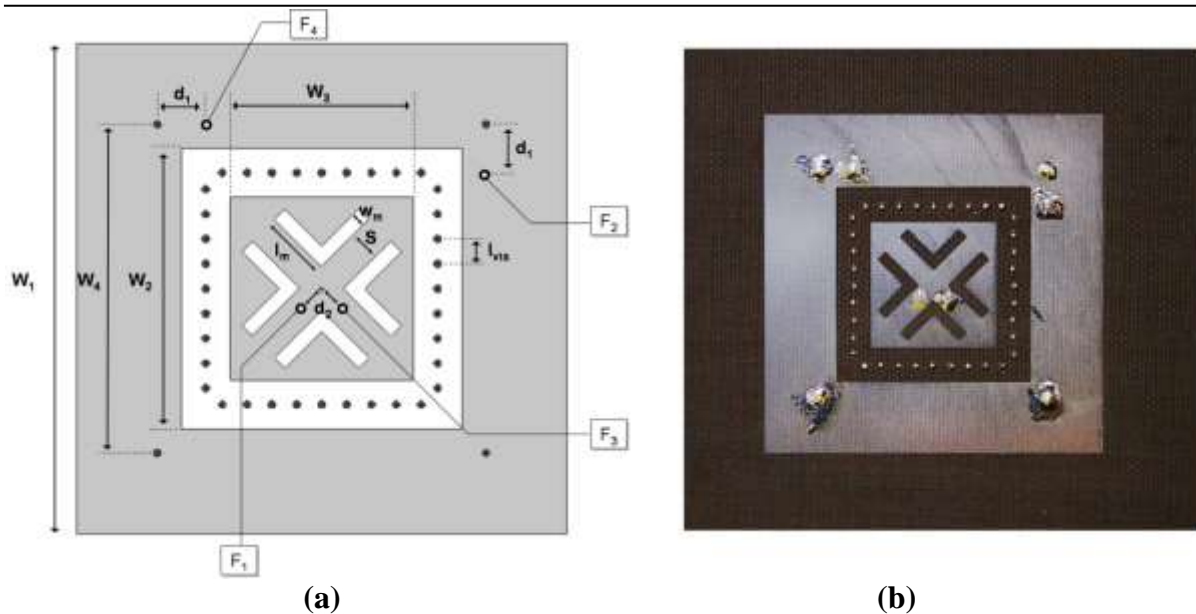 F₄
d₁ W₃ d₁
F₂
wₘ
S
lₘ lᵥᵢₐ
W₁ W₄ W₂
d₂
F₃
F₁
(a) (b)